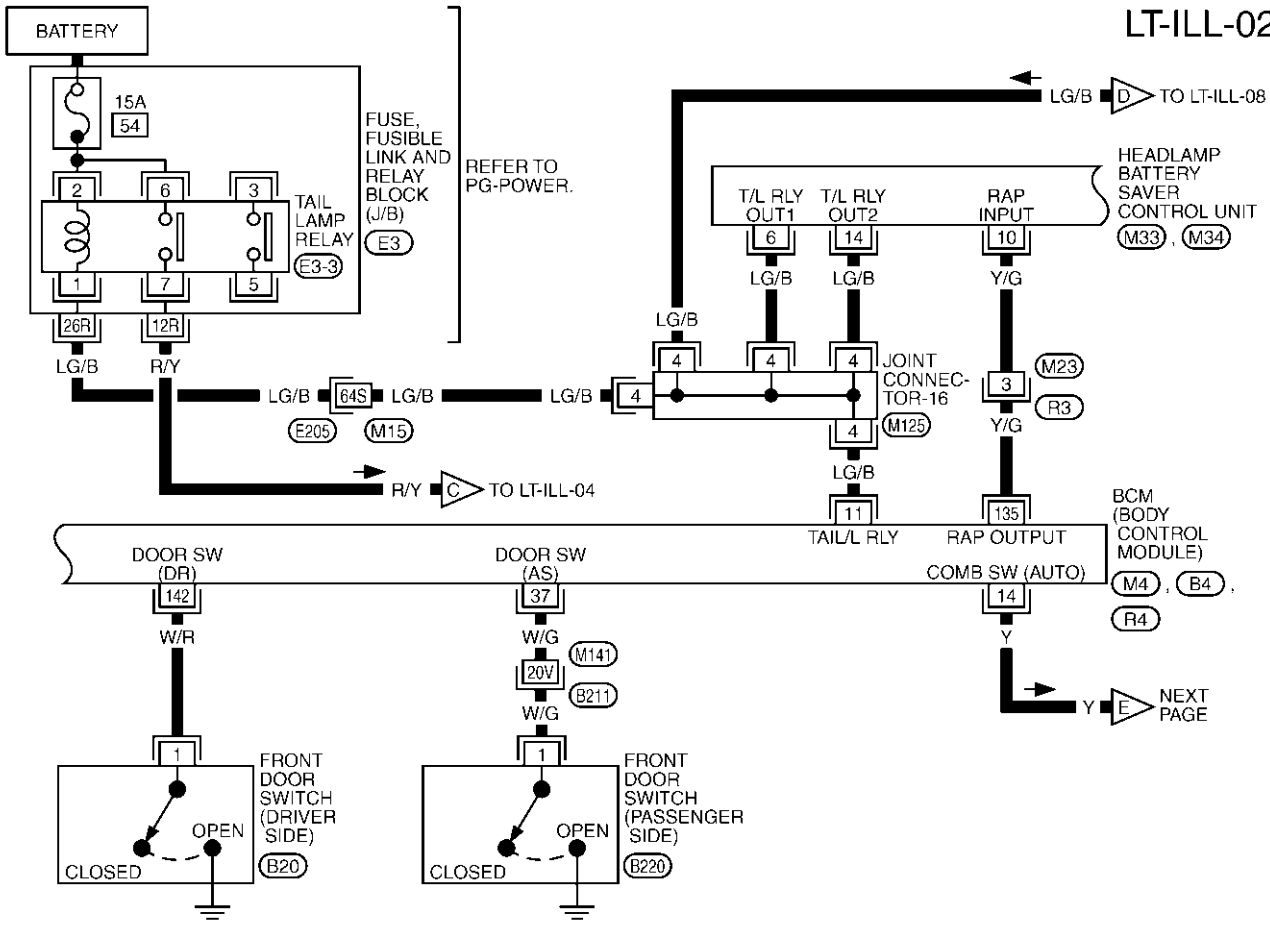 LT-ILL-02
BATTERY
15A
54
FUSE,
FUSIBLE
LINK AND
RELAY
BLOCK
(J/B)
E3
REFER TO
PG-POWER.
2
6
3
TAIL
LAMP
RELAY
E3-3
1
7
5
26R
12R
LG/B
R/Y
LG/B
D
TO LT-ILL-08
HEADLAMP
BATTERY
SAVER
CONTROL UNIT
M33 , M34
T/L RLY
OUT1
T/L RLY
OUT2
RAP
INPUT
6
14
10
LG/B
LG/B
Y/G
LG/B
4
4
4
JOINT
CONNEC-
TOR-16
M125
LG/B
64S
LG/B
LG/B
4
4
E205
M15
3
M23
R3
Y/G
LG/B
R/Y
C
TO LT-ILL-04
11
135
TAIL/L RLY
RAP OUTPUT
BCM
(BODY
CONTROL
MODULE)
M4 , B4 ,
R4
DOOR SW
(DR)
DOOR SW
(AS)
COMB SW (AUTO)
142
37
14
W/R
W/G
Y
20V
M141
B211
W/G
Y
E
NEXT
PAGE
1
1
FRONT
DOOR
SWITCH
(DRIVER
SIDE)
B20
OPEN
CLOSED
FRONT
DOOR
SWITCH
(PASSENGER
SIDE)
B220
OPEN
CLOSED